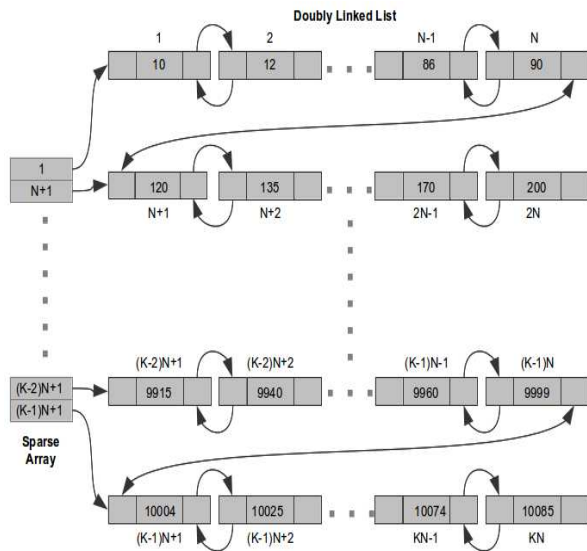 Doubly Linked List
1 2 N-1 N
10 12 86 90
1
N+1
120 135 170 200
N+1 N+2 2N-1 2N
(K-2)N+1 (K-2)N+2 (K-1)N-1 (K-1)N
(K-2)N+1
(K-1)N+1
9915 9940 9960 9999
Sparse
Array
10004 10025 10074 10085
(K-1)N+1 (K-1)N+2 KN-1 KN